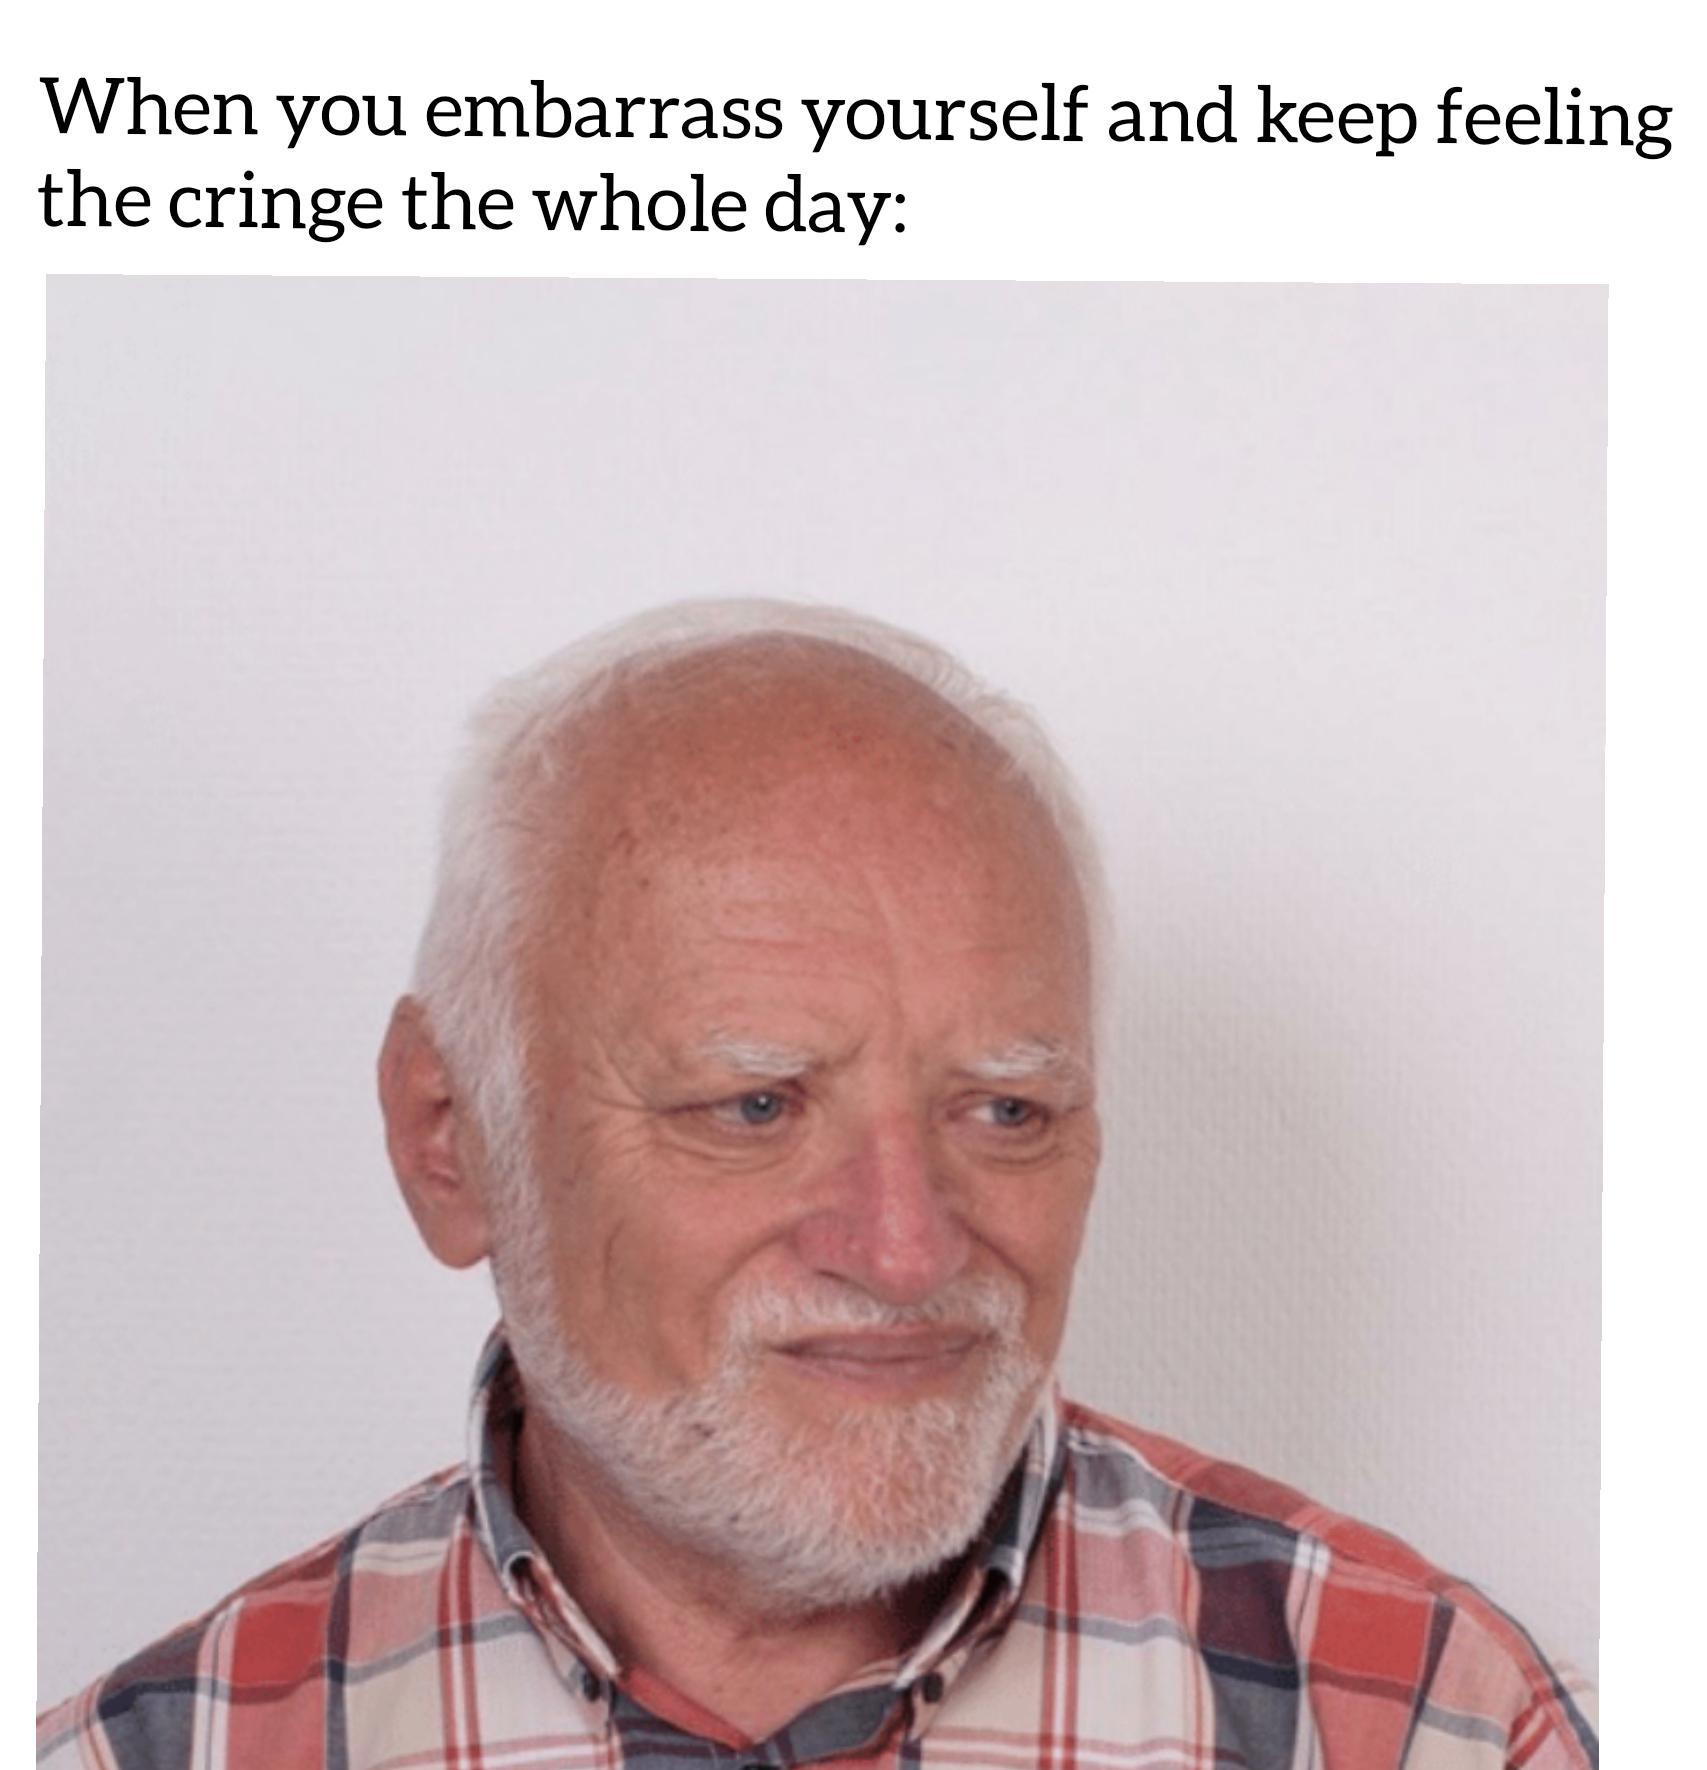 When you embarrass yourself and keep feeling
the cringe the whole day: